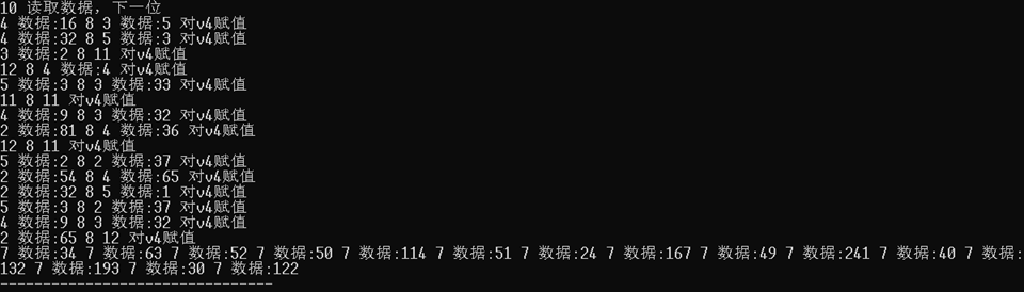 10 读取数据，下一位
4 数据:16 8 3 数据:5 对v4赋值
4 数据:32 8 5 数据:3 对v4赋值
3 数据:2 8 11 对v4赋值
12 8 4 数据:4 对v4赋值
5 数据:3 8 3 数据:33 对v4赋值
11 8 11 对v4赋值
4 数据:9 8 3 数据:32 对v4赋值
2 数据:81 8 4 数据:36 对v4赋值
12 8 11 对v4赋值
5 数据:2 8 2 数据:37 对v4赋值
2 数据:54 8 4 数据:65 对v4赋值
2 数据:32 8 5 数据:1 对v4赋值
5 数据:3 8 2 数据:37 对v4赋值
4 数据:9 8 3 数据:32 对v4赋值
2 数据:65 8 12 对v4赋值
7 数据:34 7 数据:63 7 数据:52 7 数据:50 7 数据:114 7 数据:51 7 数据:24 7 数据:167 7 数据:49 7 数据:241 7 数据:40 7 数据:
132 7 数据:193 7 数据:30 7 数据:122
--------------------------------